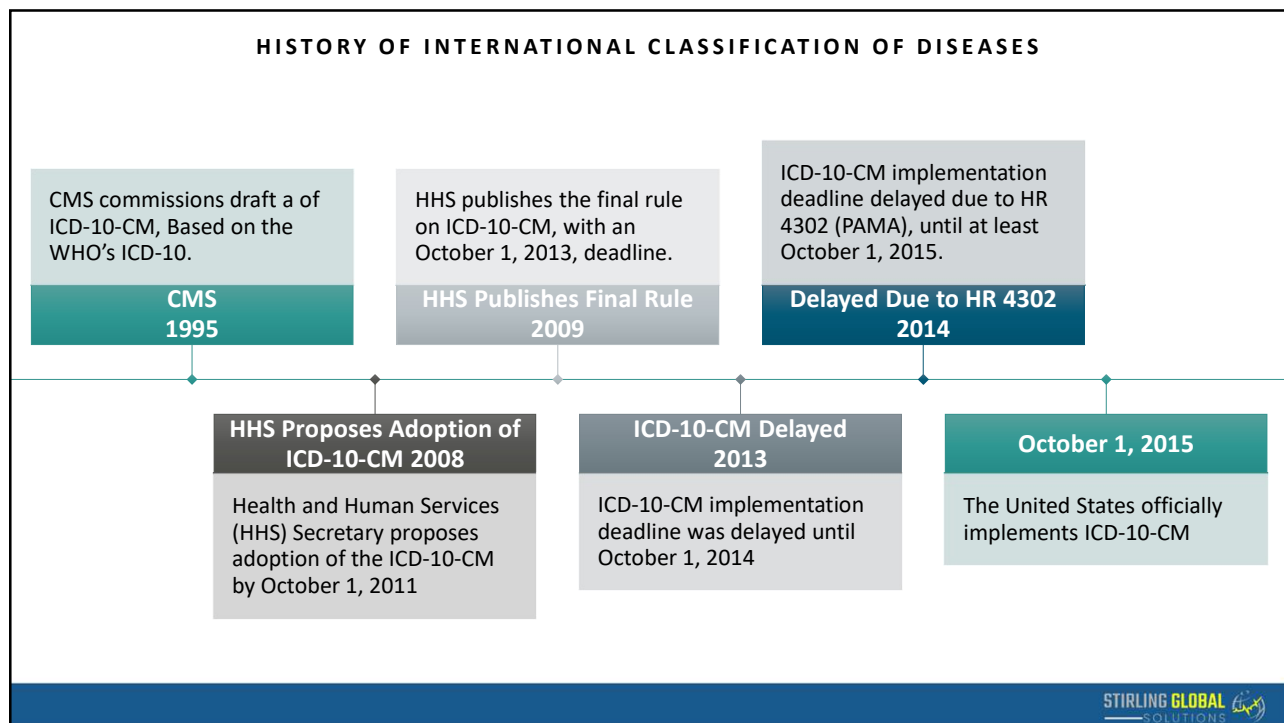 HISTORY OF INTERNATIONAL CLASSIFICATION OF DISEASES
CMS commissions draft a of
ICD-10-CM, Based on the
WHO's ICD-10.
CMS
1995
HHS Proposes Adoption of
ICD-10-CM 2008
Health and Human Services
(HHS) Secretary proposes
adoption of the ICD-10-CM
by October 1, 2011
HHS publishes the final rule
on ICD-10-CM, with an
October 1, 2013, deadline.
HHS Publishes Final Rule
2009
ICD-10-CM Delayed
2013
ICD-10-CM implementation
deadline was delayed until
October 1, 2014
ICD-10-CM implementation
deadline delayed due to HR
4302 (PAMA), until at least
October 1, 2015.
Delayed Due to HR 4302
2014
October 1, 2015
The United States officially
implements ICD-10-CM
STIRLING GLOBAL
SOLUTIONS